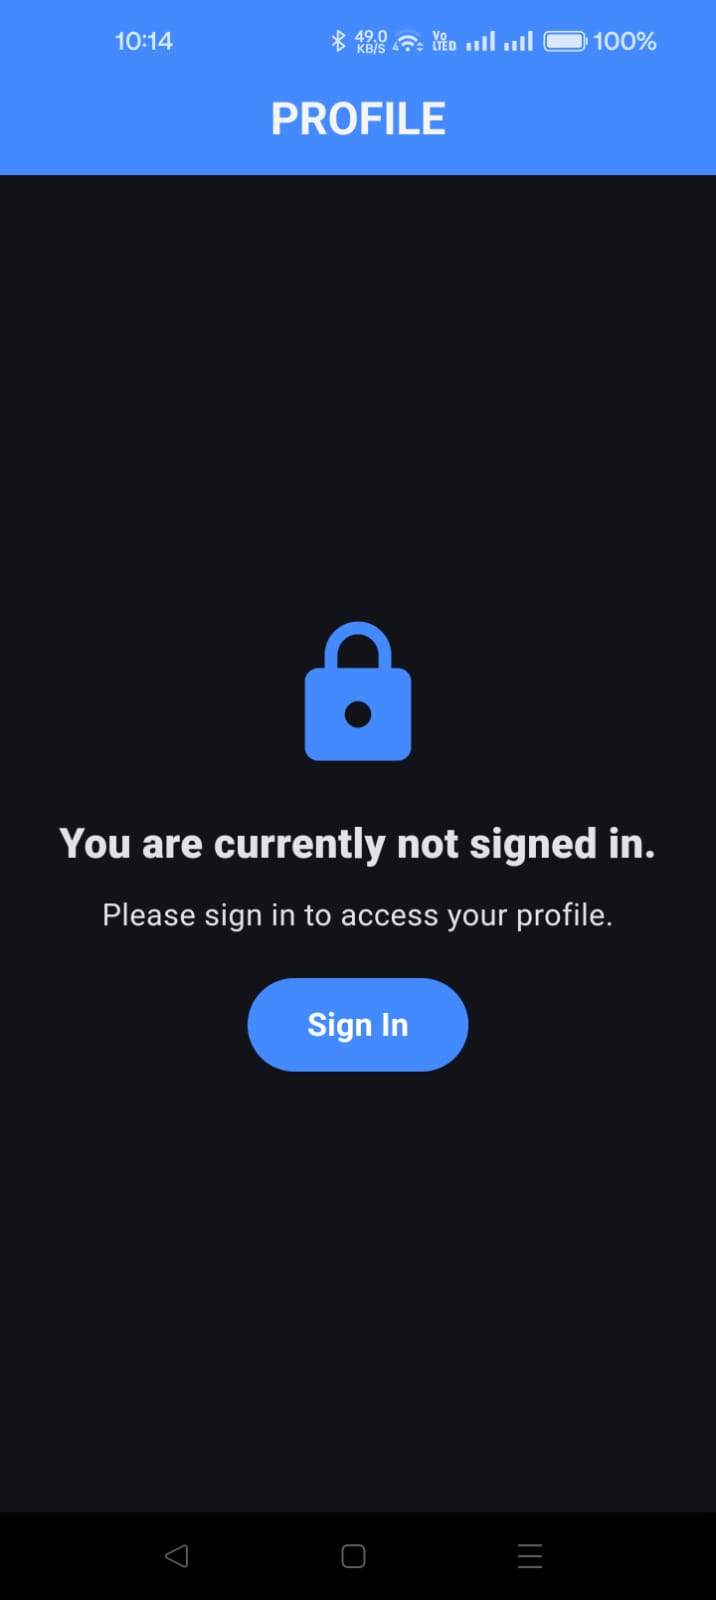 10:14 49.0 KB/S 4 Vo LTE D 100%
PROFILE
You are currently not signed in.
Please sign in to access your profile.
Sign In